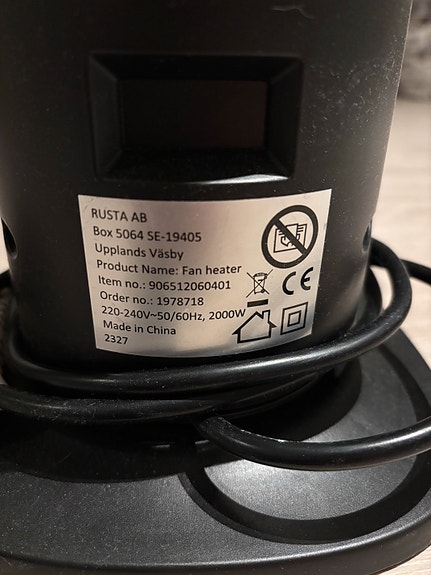 RUSTA AB
Box 5064 SE-19405
Upplands Väsby
Product Name: Fan heater
Item no.: 906512060401
Order no.: 1978718
220-240V~50/60Hz, 2000W
Made in China
2327
CE